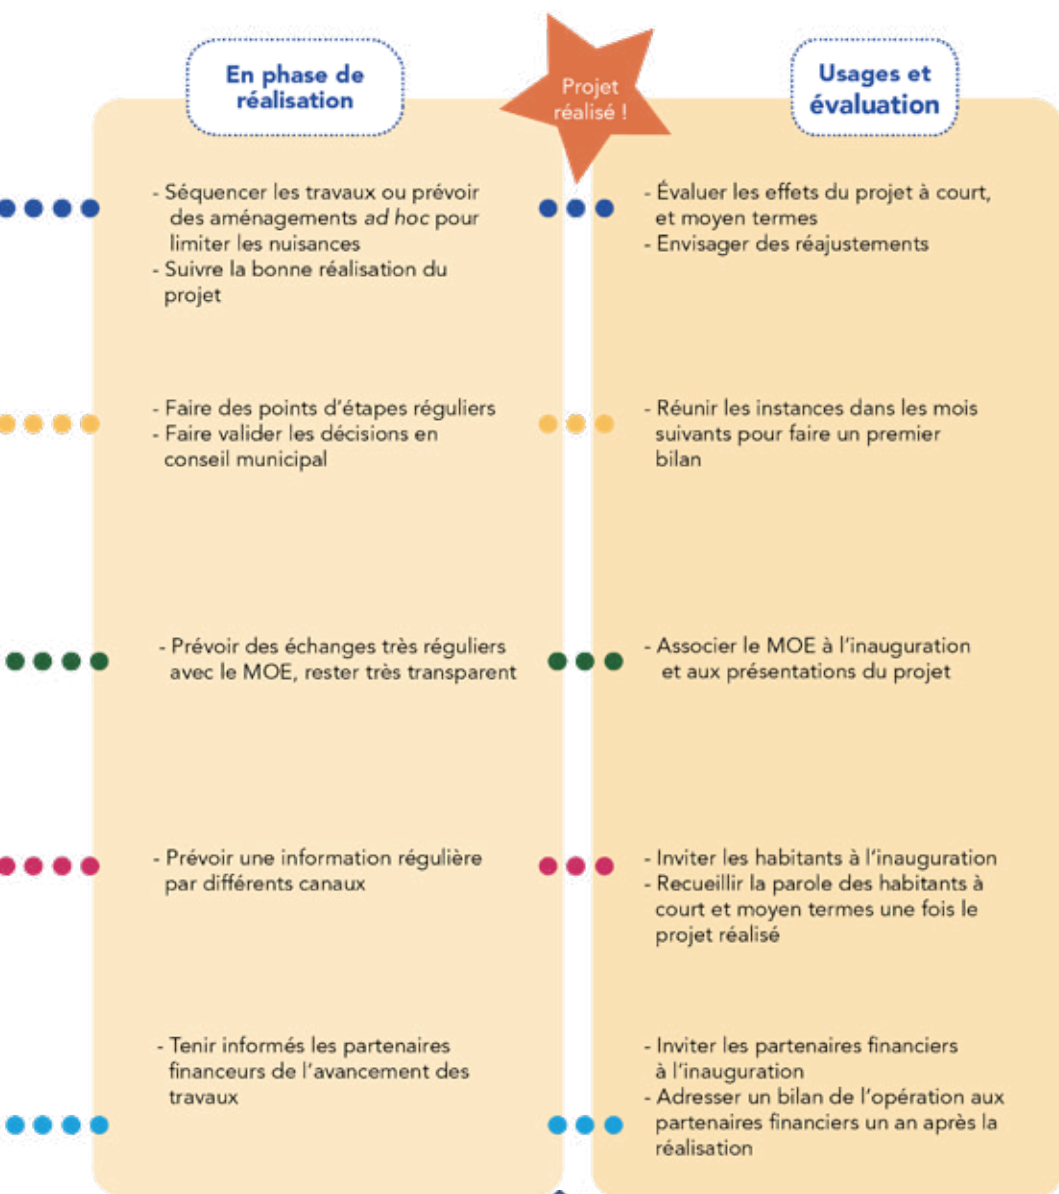 En phase de
réalisation
- Séquencer les travaux ou prévoir
des aménagements ad hoc pour
limiter les nuisances
- Suivre la bonne réalisation du
projet
- Faire des points d'étapes réguliers
- Faire valider les décisions en
conseil municipal
- Prévoir des échanges très réguliers
avec le MOE, rester très transparent
- Prévoir une information régulière
par différents canaux
- Tenir informés les partenaires
financeurs de l'avancement des
travaux
Projet
réalisé !
Usages et
évaluation
- Évaluer les effets du projet à court,
et moyen termes
- Envisager des réajustements
- Réunir les instances dans les mois
suivants pour faire un premier
bilan
- Associer le MOE à l'inauguration
et aux présentations du projet
- Inviter les habitants à l'inauguration
- Recueillir la parole des habitants à
court et moyen termes une fois le
projet réalisé
- Inviter les partenaires financiers
à l'inauguration
- Adresser un bilan de l'opération aux
partenaires financiers un an après la
réalisation